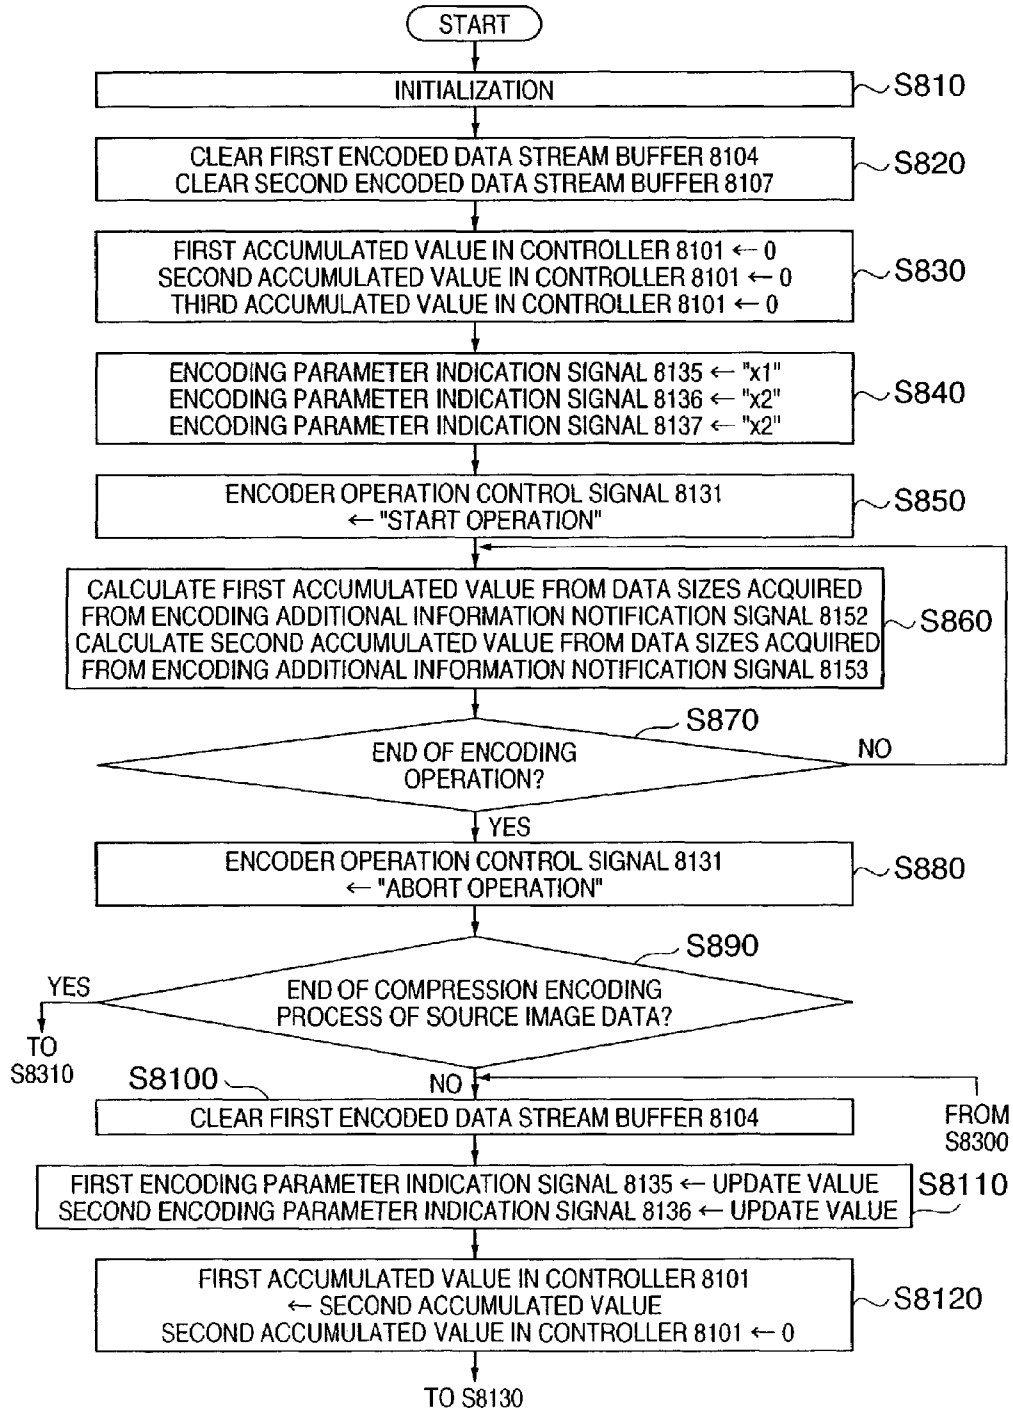 START
INITIALIZATION
S810
CLEAR FIRST ENCODED DATA STREAM BUFFER 8104
CLEAR SECOND ENCODED DATA STREAM BUFFER 8107
S820
FIRST ACCUMULATED VALUE IN CONTROLLER 8101 ← 0
SECOND ACCUMULATED VALUE IN CONTROLLER 8101 ← 0
THIRD ACCUMULATED VALUE IN CONTROLLER 8101 ← 0
S830
ENCODING PARAMETER INDICATION SIGNAL 8135 ← "x1"
ENCODING PARAMETER INDICATION SIGNAL 8136 ← "x2"
ENCODING PARAMETER INDICATION SIGNAL 8137 ← "x2"
S840
ENCODER OPERATION CONTROL SIGNAL 8131
← "START OPERATION"
S850
CALCULATE FIRST ACCUMULATED VALUE FROM DATA SIZES ACQUIRED
FROM ENCODING ADDITIONAL INFORMATION NOTIFICATION SIGNAL 8152
CALCULATE SECOND ACCUMULATED VALUE FROM DATA SIZES ACQUIRED
FROM ENCODING ADDITIONAL INFORMATION NOTIFICATION SIGNAL 8153
S860
S870
END OF ENCODING
OPERATION?
NO
YES
ENCODER OPERATION CONTROL SIGNAL 8131
← "ABORT OPERATION"
S880
S890
END OF COMPRESSION ENCODING
PROCESS OF SOURCE IMAGE DATA?
YES
TO
S8310
NO
S8100
CLEAR FIRST ENCODED DATA STREAM BUFFER 8104
FROM
S8300
FIRST ENCODING PARAMETER INDICATION SIGNAL 8135 ← UPDATE VALUE
SECOND ENCODING PARAMETER INDICATION SIGNAL 8136 ← UPDATE VALUE
S8110
FIRST ACCUMULATED VALUE IN CONTROLLER 8101
← SECOND ACCUMULATED VALUE
SECOND ACCUMULATED VALUE IN CONTROLLER 8101 ← 0
S8120
TO S8130